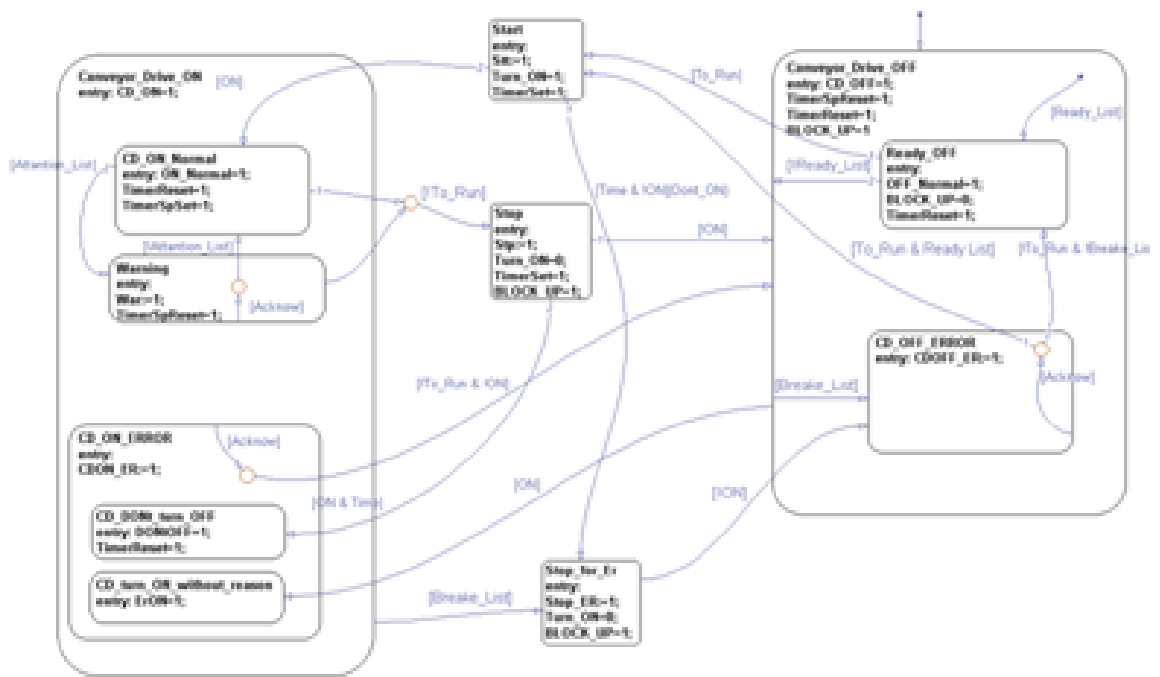 Start
entry:
Stt:=1;
Turn_ON=1;
TimerSet=1;
Conveyor_Drive_ON
entry: CD_ON=1;
[ON]
[To_Run]
Conveyor_Drive_OFF
entry: CD_OFF=1;
TimerSpReset=1;
TimerReset=1;
BLOCK_UP=1
[Ready_List]
[Attention_List]
CD_ON_Normal
entry: ON_Normal=1;
TimerReset=1;
TimerSpSet=1;
[!To_Run]
[!Ready_List]
Ready_OFF
entry:
OFF_Normal=1;
BLOCK_UP=0;
TimerReset=1;
[Time & !ON][Dont_ON)
Stop
entry:
Stp:=1;
Turn_ON=0;
TimerSet=1;
BLOCK_UP=1;
[!ON]
[!Attention_List]
[To_Run & Ready List]
[!To_Run & !Breake_Lis
Warning
entry:
War:=1;
TimerSpReset=1;
[Acknow]
CD_OFF_ERROR
entry: CDOFF_ER:=1;
[Acknow]
[!To_Run & !ON]
[Breake_List]
CD_ON_ERROR
entry:
CDON_ER:=1;
[Acknow]
[ON & Time]
[ON]
[!ON]
CD_DONt_turn_OFF
entry: DONtOFF=1;
TimerReset=1;
CD_turn_ON_without_reason
entry: ErON=1;
[Breake_List]
Stop_for_Er
entry:
Stop_ER:=1;
Turn_ON=0;
BLOCK_UP=1;